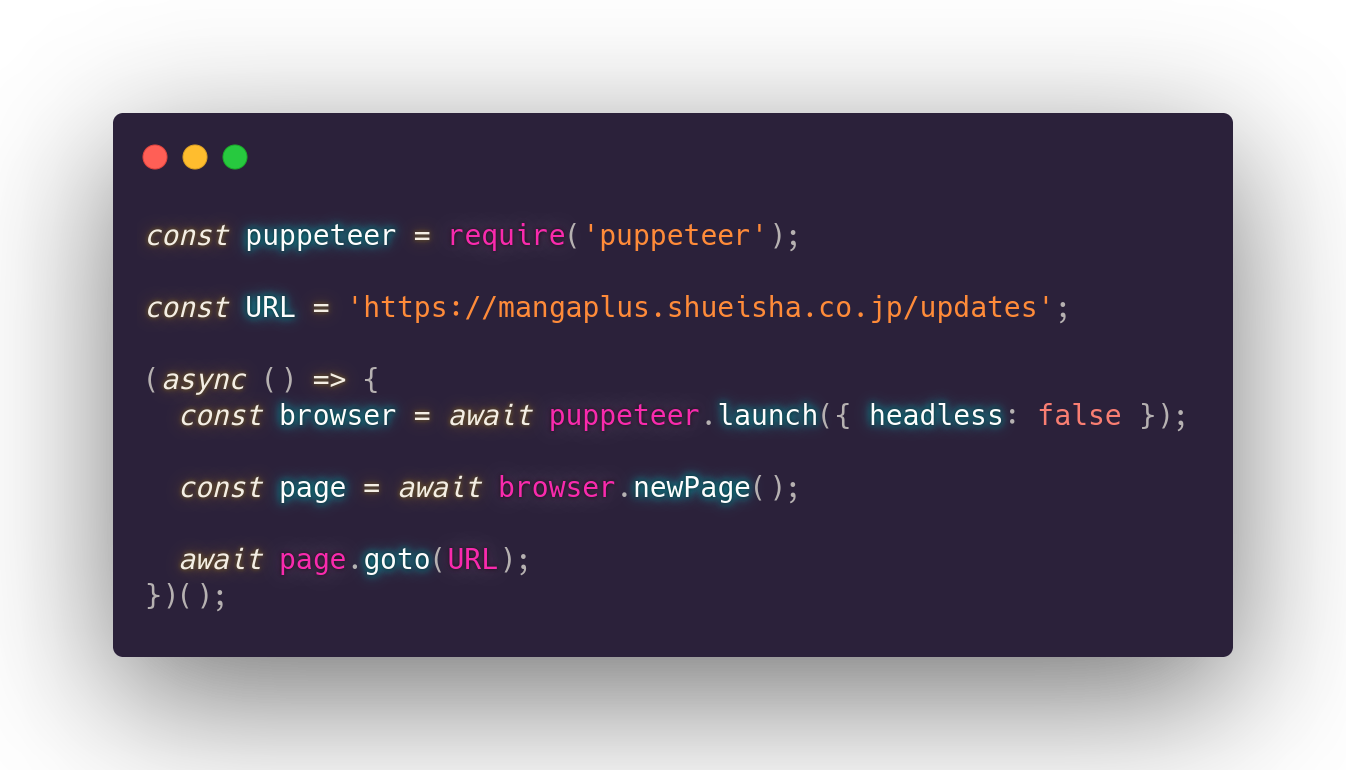 const puppeteer = require('puppeteer');
const URL = 'https://mangaplus.shueisha.co.jp/updates';
(async () => {
  const browser = await puppeteer.launch({ headless: false });
  const page = await browser.newPage();
  await page.goto(URL);
})();